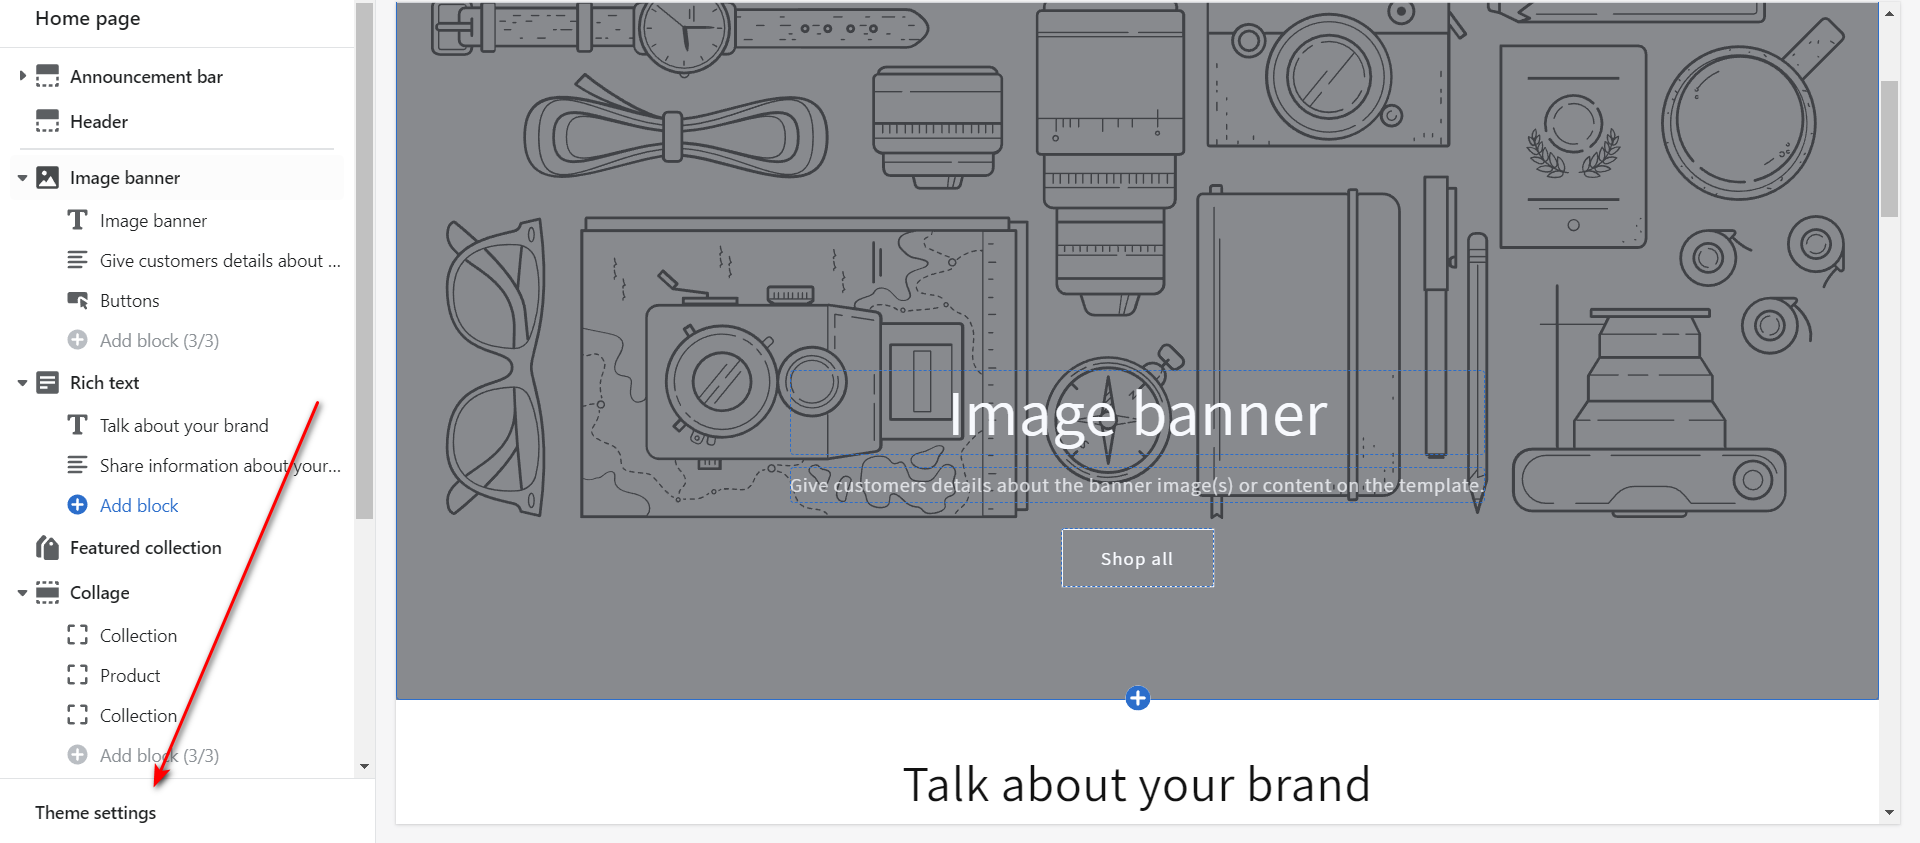 Home page
Announcement bar
Header
Image banner
Image banner
Give customers details about ...
Buttons
Add block (3/3)
Rich text
Talk about your brand
Share information about your...
Add block
Featured collection
Collage
Collection
Product
Collection
Add block (3/3)
Theme settings
Image banner
Give customers details about the banner image(s) or content on the template.
Shop all
Talk about your brand